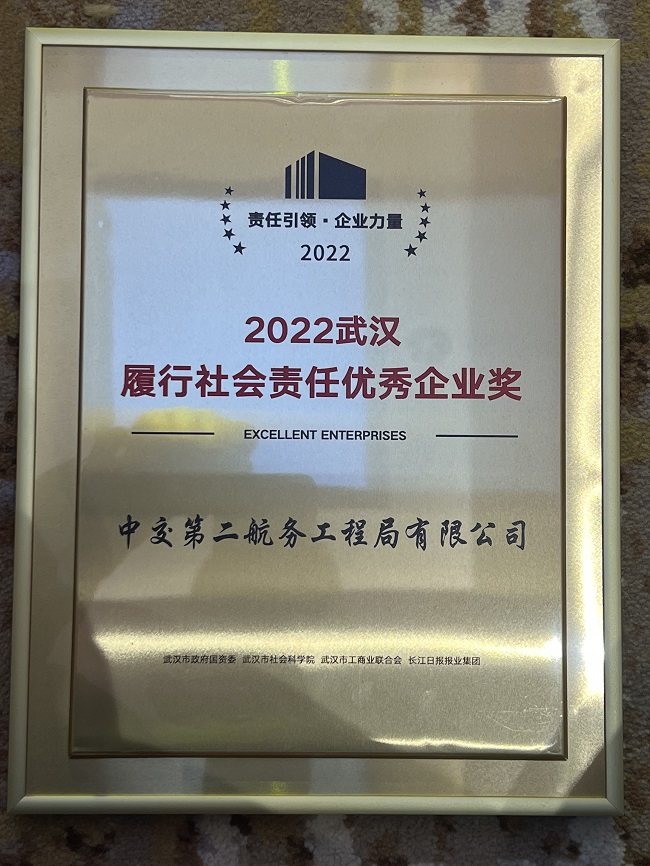 责任引领·企业力量
2022
2022武汉
履行社会责任优秀企业奖
EXCELLENT ENTERPRISES
中交第二航务工程局有限公司
武汉市政府国资委 武汉市社会科学院 武汉市工商业联合会 长江日报报业集团